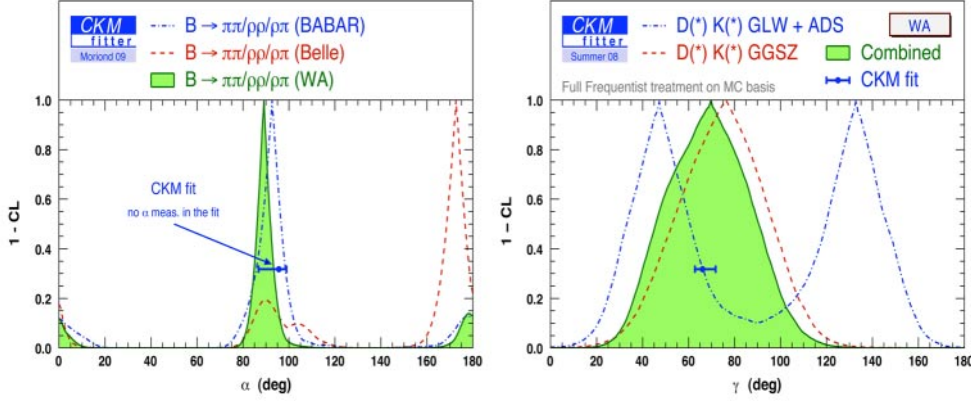 CKM
fitter
Moriond 09
B → ππ/ρρ/ρπ (BABAR)
B → ππ/ρρ/ρπ (Belle)
B → ππ/ρρ/ρπ (WA)
1 - CL
1.0
0.8
0.6
0.4
0.2
0.0
CKM fit
no α meas. in the fit
0 20 40 60 80 100 120 140 160 180
α (deg)
CKM
fitter
Summer 08
D(*) K(*) GLW + ADS
D(*) K(*) GGSZ
WA
Combined
CKM fit
Full Frequentist treatment on MC basis
1 – CL
1.0
0.8
0.6
0.4
0.2
0.0
0 20 40 60 80 100 120 140 160 180
γ (deg)